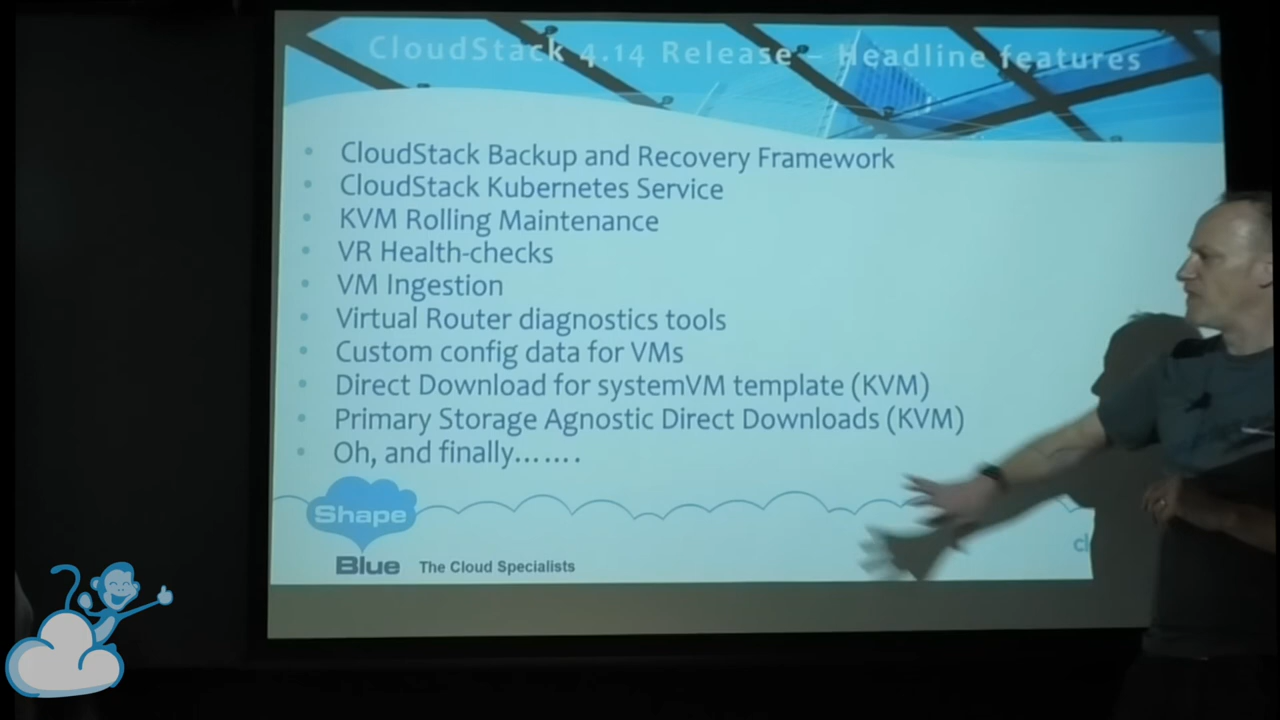 CloudStack 4.14 Release – Headline features
• CloudStack Backup and Recovery Framework
• CloudStack Kubernetes Service
• KVM Rolling Maintenance
• VR Health-checks
• VM Ingestion
• Virtual Router diagnostics tools
• Custom config data for VMs
• Direct Download for systemVM template (KVM)
• Primary Storage Agnostic Direct Downloads (KVM)
• Oh, and finally…….
Shape
Blue The Cloud Specialists